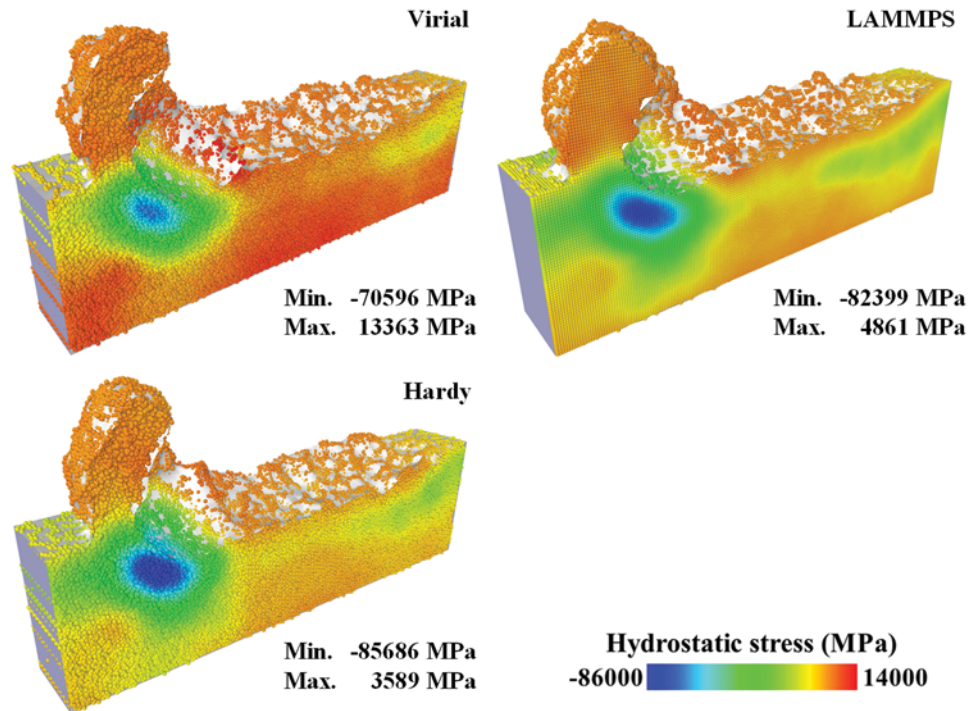 Virial
Min. -70596 MPa
Max. 13363 MPa
LAMMPS
Min. -82399 MPa
Max. 4861 MPa
Hardy
Min. -85686 MPa
Max. 3589 MPa
Hydrostatic stress (MPa)
-86000 14000